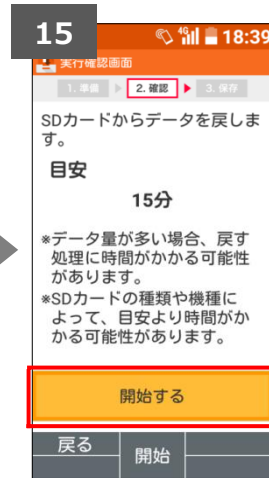 15
4G 18:39
実行確認画面
1. 準備 2. 確認 3. 保存
SDカードからデータを戻しま
す。
目安
15分
※データ量が多い場合、戻す
処理に時間がかかる可能性
があります。
※SDカードの種類や機種に
よって、目安より時間がか
かる可能性があります。
開始する
戻る
開始